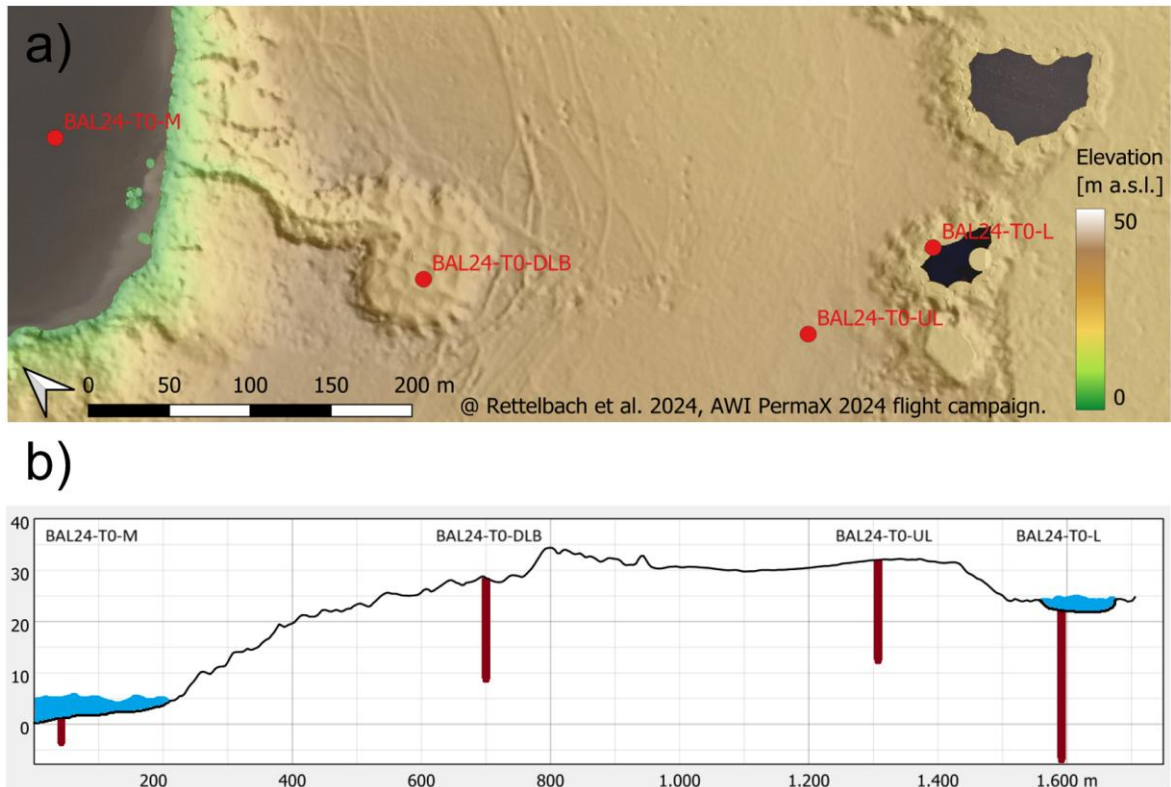 a)
BAL24-T0-M
BAL24-T0-DLB
BAL24-T0-L
BAL24-T0-UL
Elevation
[m a.s.l.]
50
0
0 50 100 150 200 m
@ Rettelbach et al. 2024, AWI PermaX 2024 flight campaign.
b)
BAL24-T0-M BAL24-T0-DLB BAL24-T0-UL BAL24-T0-L
40
30
20
10
0
200 400 600 800 1.000 1.200 1.400 1.600 m